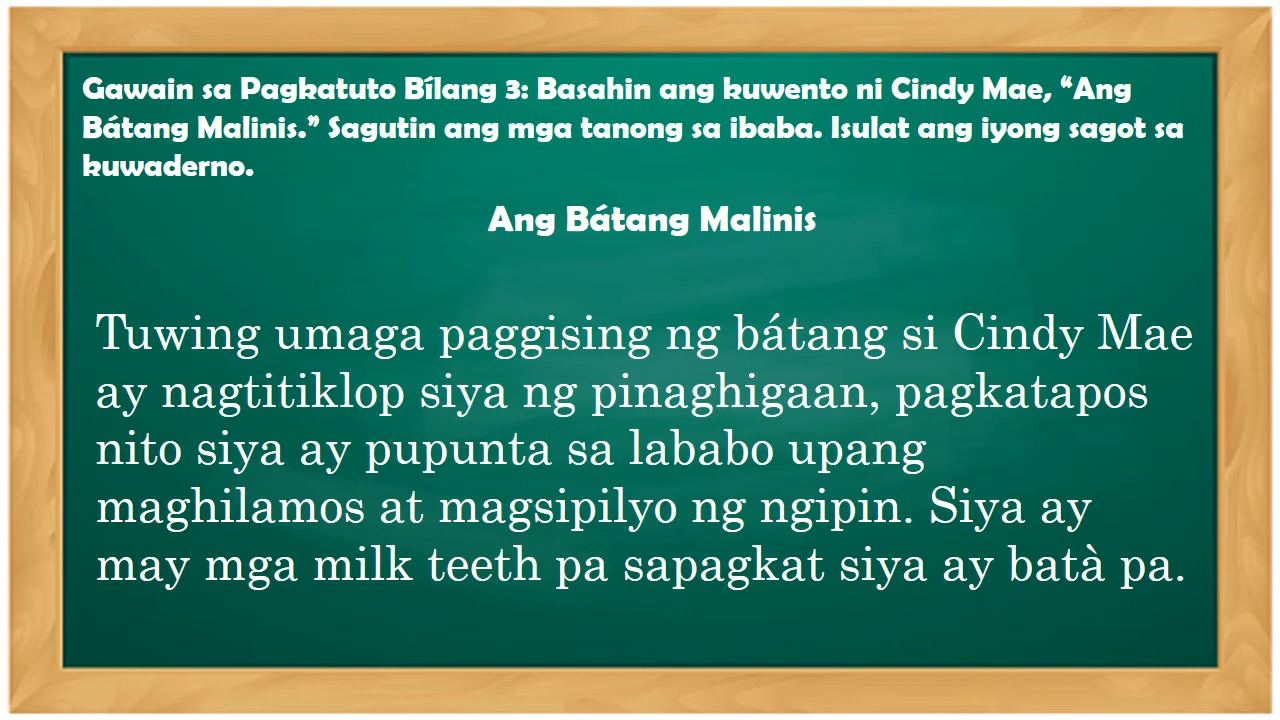 Gawain sa Pagkatuto Bílang 3: Basahin ang kuwento ni Cindy Mae, “Ang
Bátang Malinis.” Sagutin ang mga tanong sa ibaba. Isulat ang iyong sagot sa
kuwaderno.
Ang Bátang Malinis
Tuwing umaga paggising ng bátang si Cindy Mae
ay nagtitiklop siya ng pinaghigaan, pagkatapos
nito siya ay pupunta sa lababo upang
maghilamos at magsipilyo ng ngipin. Siya ay
may mga milk teeth pa sapagkat siya ay batà pa.